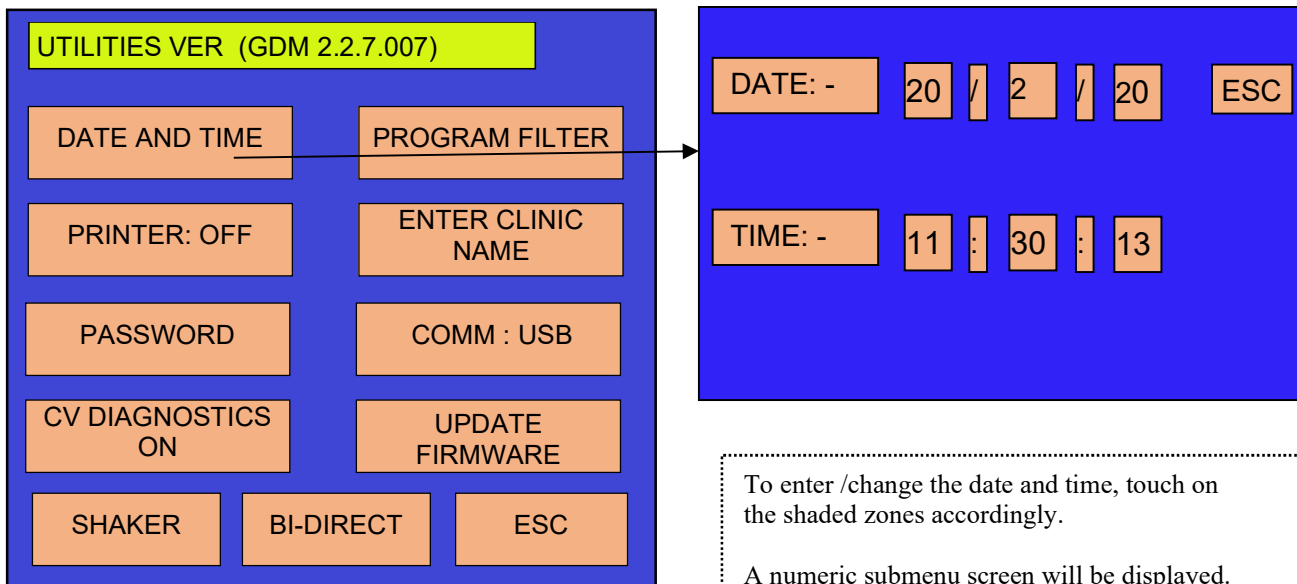 UTILITIES VER (GDM 2.2.7.007)
DATE AND TIME
PROGRAM FILTER
PRINTER: OFF
ENTER CLINIC
NAME
PASSWORD
COMM : USB
CV DIAGNOSTICS
ON
UPDATE
FIRMWARE
SHAKER
BI-DIRECT
ESC
DATE: - 20 / 2 / 20 ESC
TIME: - 11 : 30 : 13
To enter /change the date and time, touch on
the shaded zones accordingly.
A numeric submenu screen will be displayed.